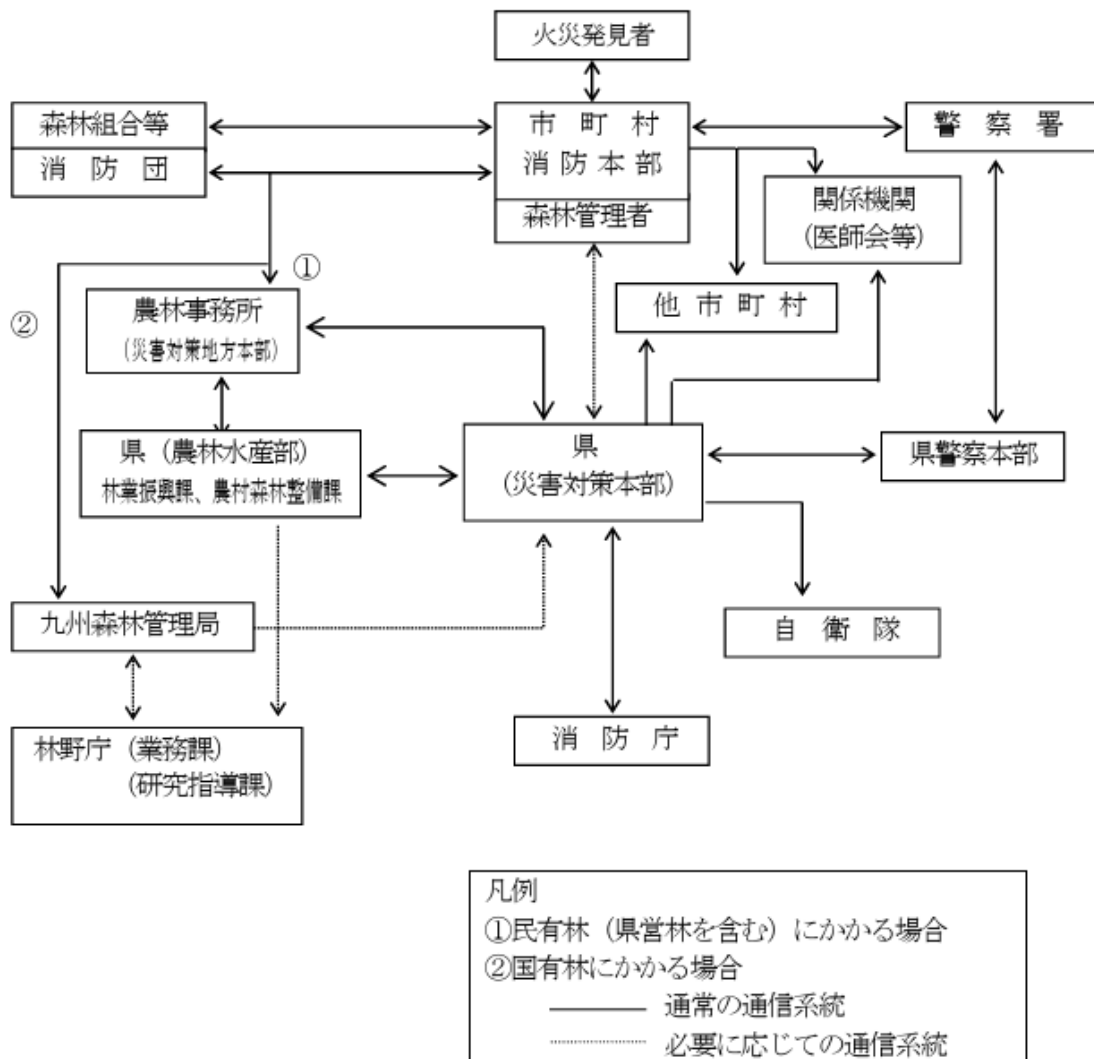 火災発見者
森林組合等
消防団
市町村
消防本部
森林管理者
警察署
関係機関
(医師会等)
①
②
農林事務所
(災害対策地方本部)
他市町村
県（農林水産部）
林業振興課、農村森林整備課
県
(災害対策本部)
県警察本部
九州森林管理局
自衛隊
林野庁（業務課）
(研究指導課)
消防庁
凡例
①民有林（県営林を含む）にかかる場合
②国有林にかかる場合
通常の通信系統
必要に応じての通信系統